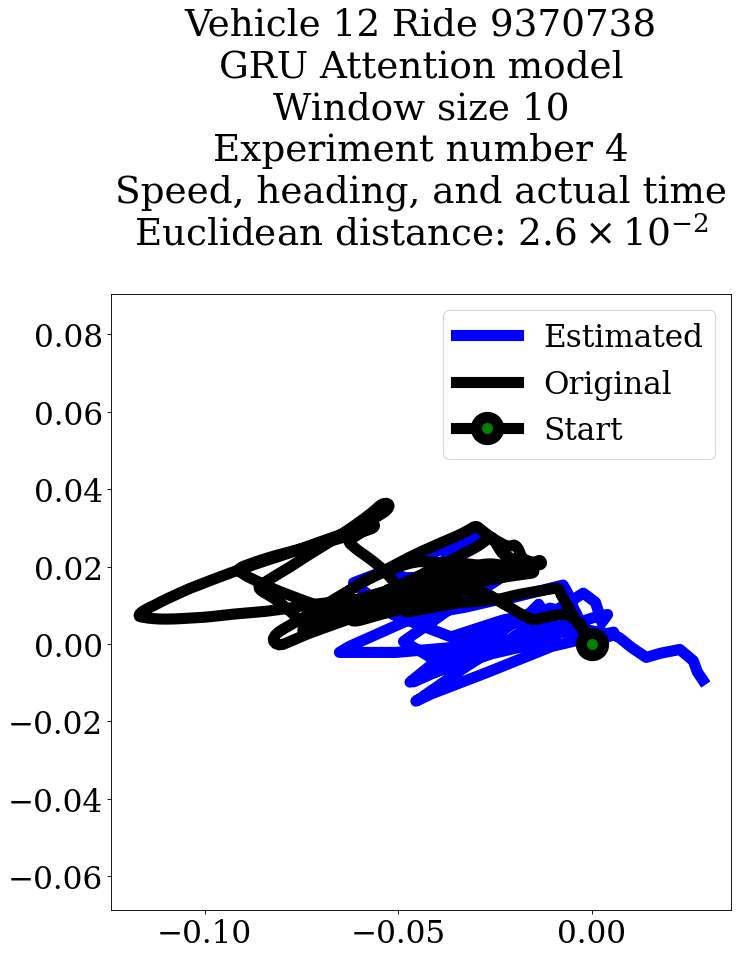 Vehicle 12 Ride 9370738
GRU Attention model
Window size 10
Experiment number 4
Speed, heading, and actual time
Euclidean distance: 2.6 × 10⁻²
Estimated
Original
Start
0.08
0.06
0.04
0.02
0.00
−0.02
−0.04
−0.06
−0.10
−0.05
0.00